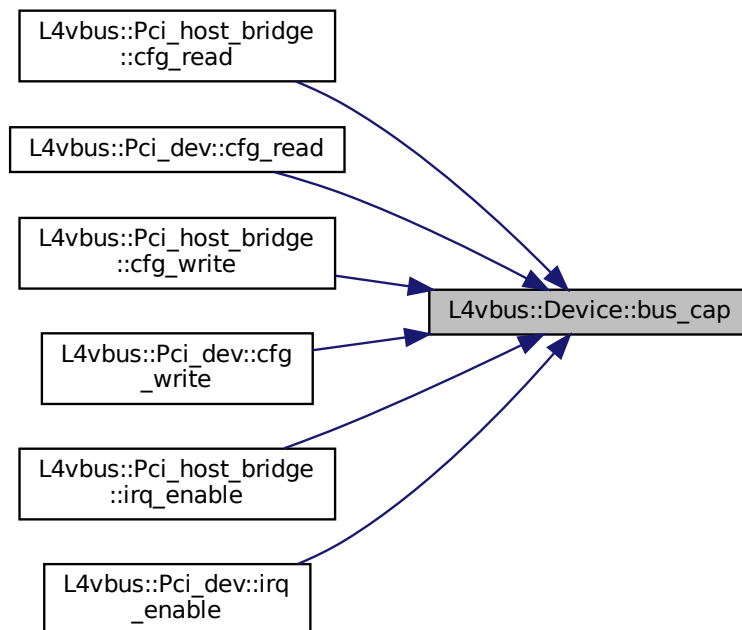 L4vbus::Pci_host_bridge
::cfg_read
L4vbus::Pci_dev::cfg_read
L4vbus::Pci_host_bridge
::cfg_write
L4vbus::Device::bus_cap
L4vbus::Pci_dev::cfg
_write
L4vbus::Pci_host_bridge
::irq_enable
L4vbus::Pci_dev::irq
_enable